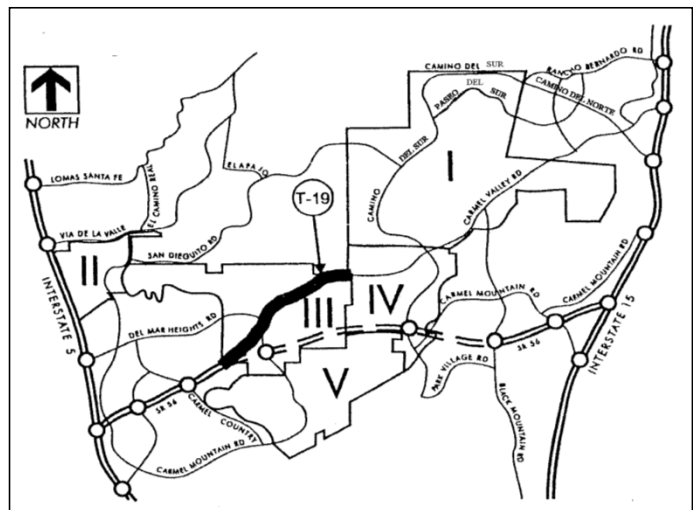 NORTH
CAMINO DEL SUR
RANCHO BERNARDO RD
CAMINO DEL NORTE
PASEO DEL SUR
LOMAS SANTA FE
EL CAMINO REAL
EL APAJO
T-19
CAMINO DEL SUR
I
CARMEL VALLEY RD
VIA DE LA VALLE
SAN DIEGUITO RD
II
INTERSTATE 5
DEL MAR HEIGHTS RD
III
IV
CARMEL MOUNTAIN RD
CARMEL MOUNTAIN RD
INTERSTATE 15
SR 56
V
PARK VILLAGE RD
BLACK MOUNTAIN RD
SR 56
CARMEL COUNTRY
CARMEL MOUNTAIN RD